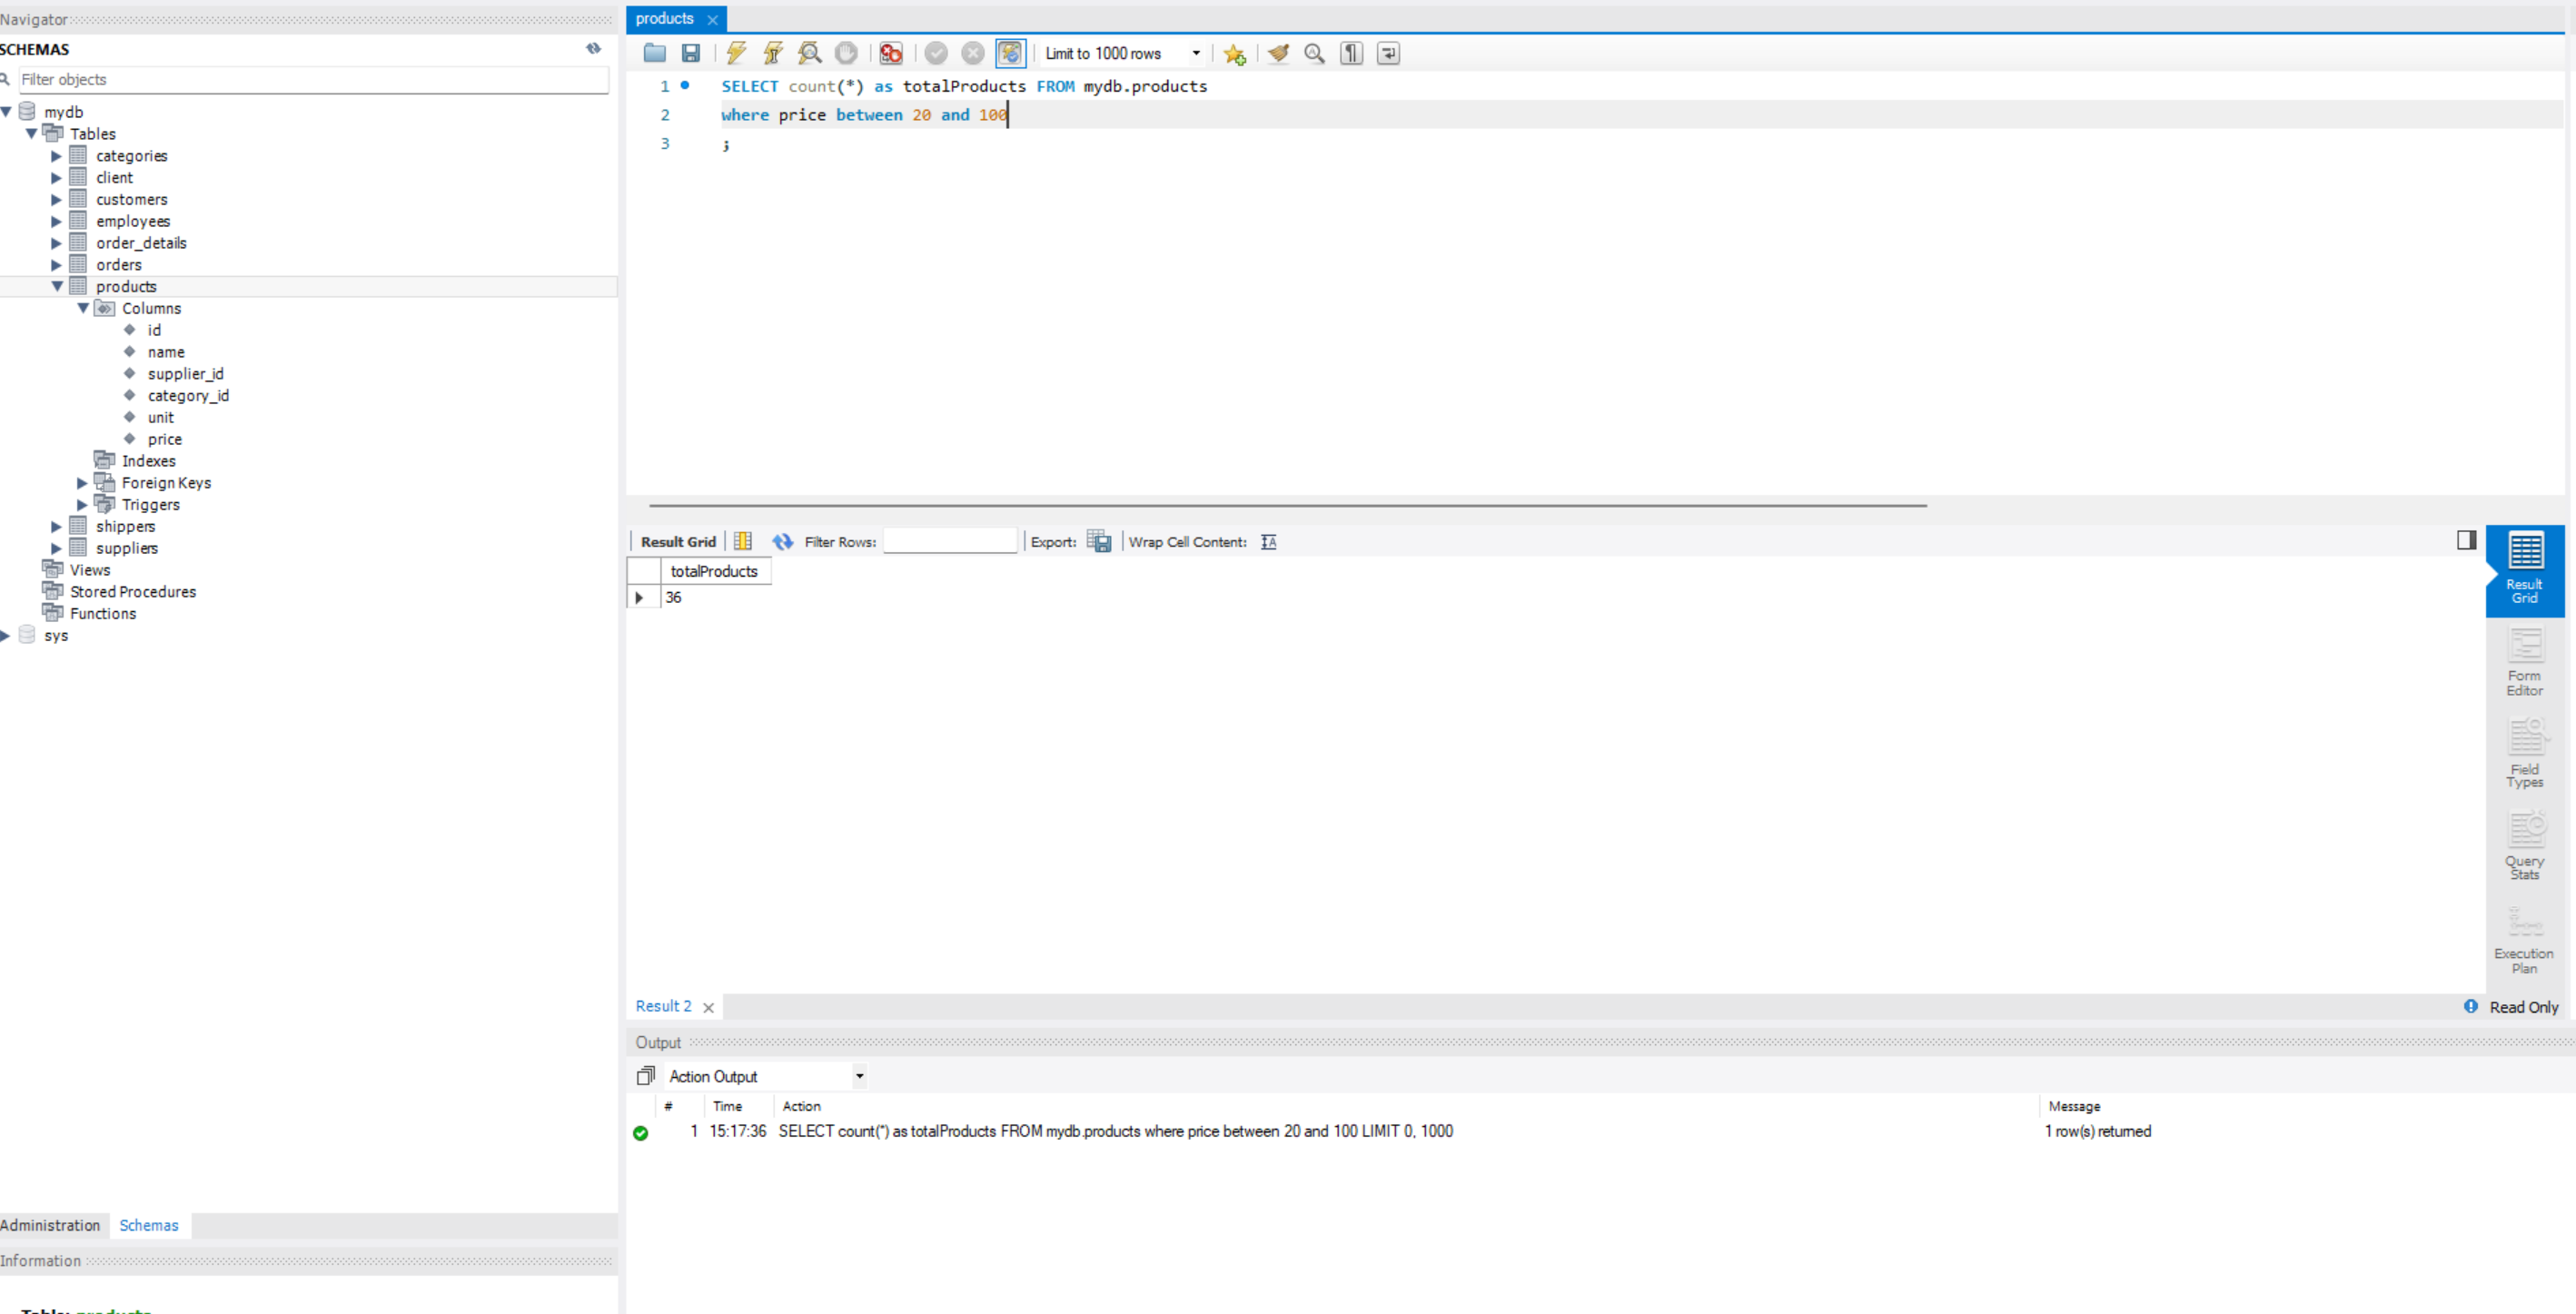 Navigator
SCHEMAS
Filter objects
mydb
Tables
categories
client
customers
employees
order_details
orders
products
Columns
id
name
supplier_id
category_id
unit
price
Indexes
Foreign Keys
Triggers
shippers
suppliers
Views
Stored Procedures
Functions
sys
Administration Schemas
Information
Table: products
products
Limit to 1000 rows
1 SELECT count(*) as totalProducts FROM mydb.products
2 where price between 20 and 100
3 ;
Result Grid Filter Rows: Export: Wrap Cell Content:
totalProducts
36
Result
Grid
Form
Editor
Field
Types
Query
Stats
Execution
Plan
Result 2 Read Only
Output
Action Output
# Time Action Message
1 15:17:36 SELECT count(*) as totalProducts FROM mydb.products where price between 20 and 100 LIMIT 0, 1000 1 row(s) returned